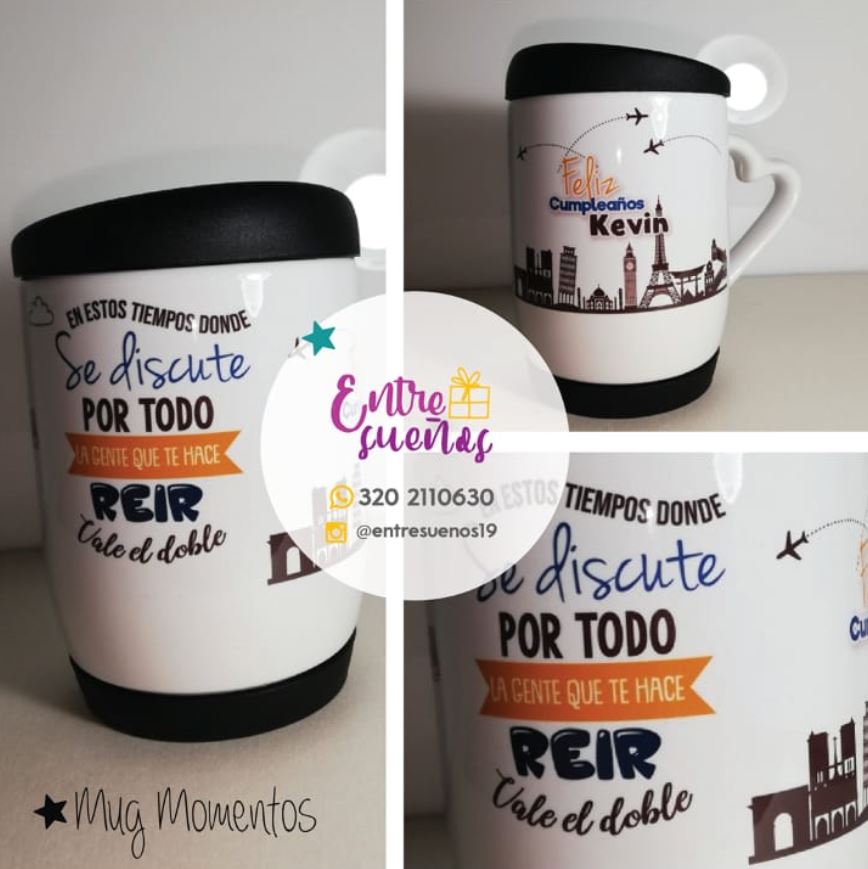 EN ESTOS TIEMPOS DONDE
Se discute
POR TODO
LA GENTE QUE TE HACE
REIR
Vale el doble
Mug Momentos
Feliz
Cumpleaños
Kevin
Entre
sueños
320 2110630
@entresuenos19
ESTOS TIEMPOS DONDE
Se discute
POR TODO
LA GENTE QUE TE HACE
REIR
Vale el doble